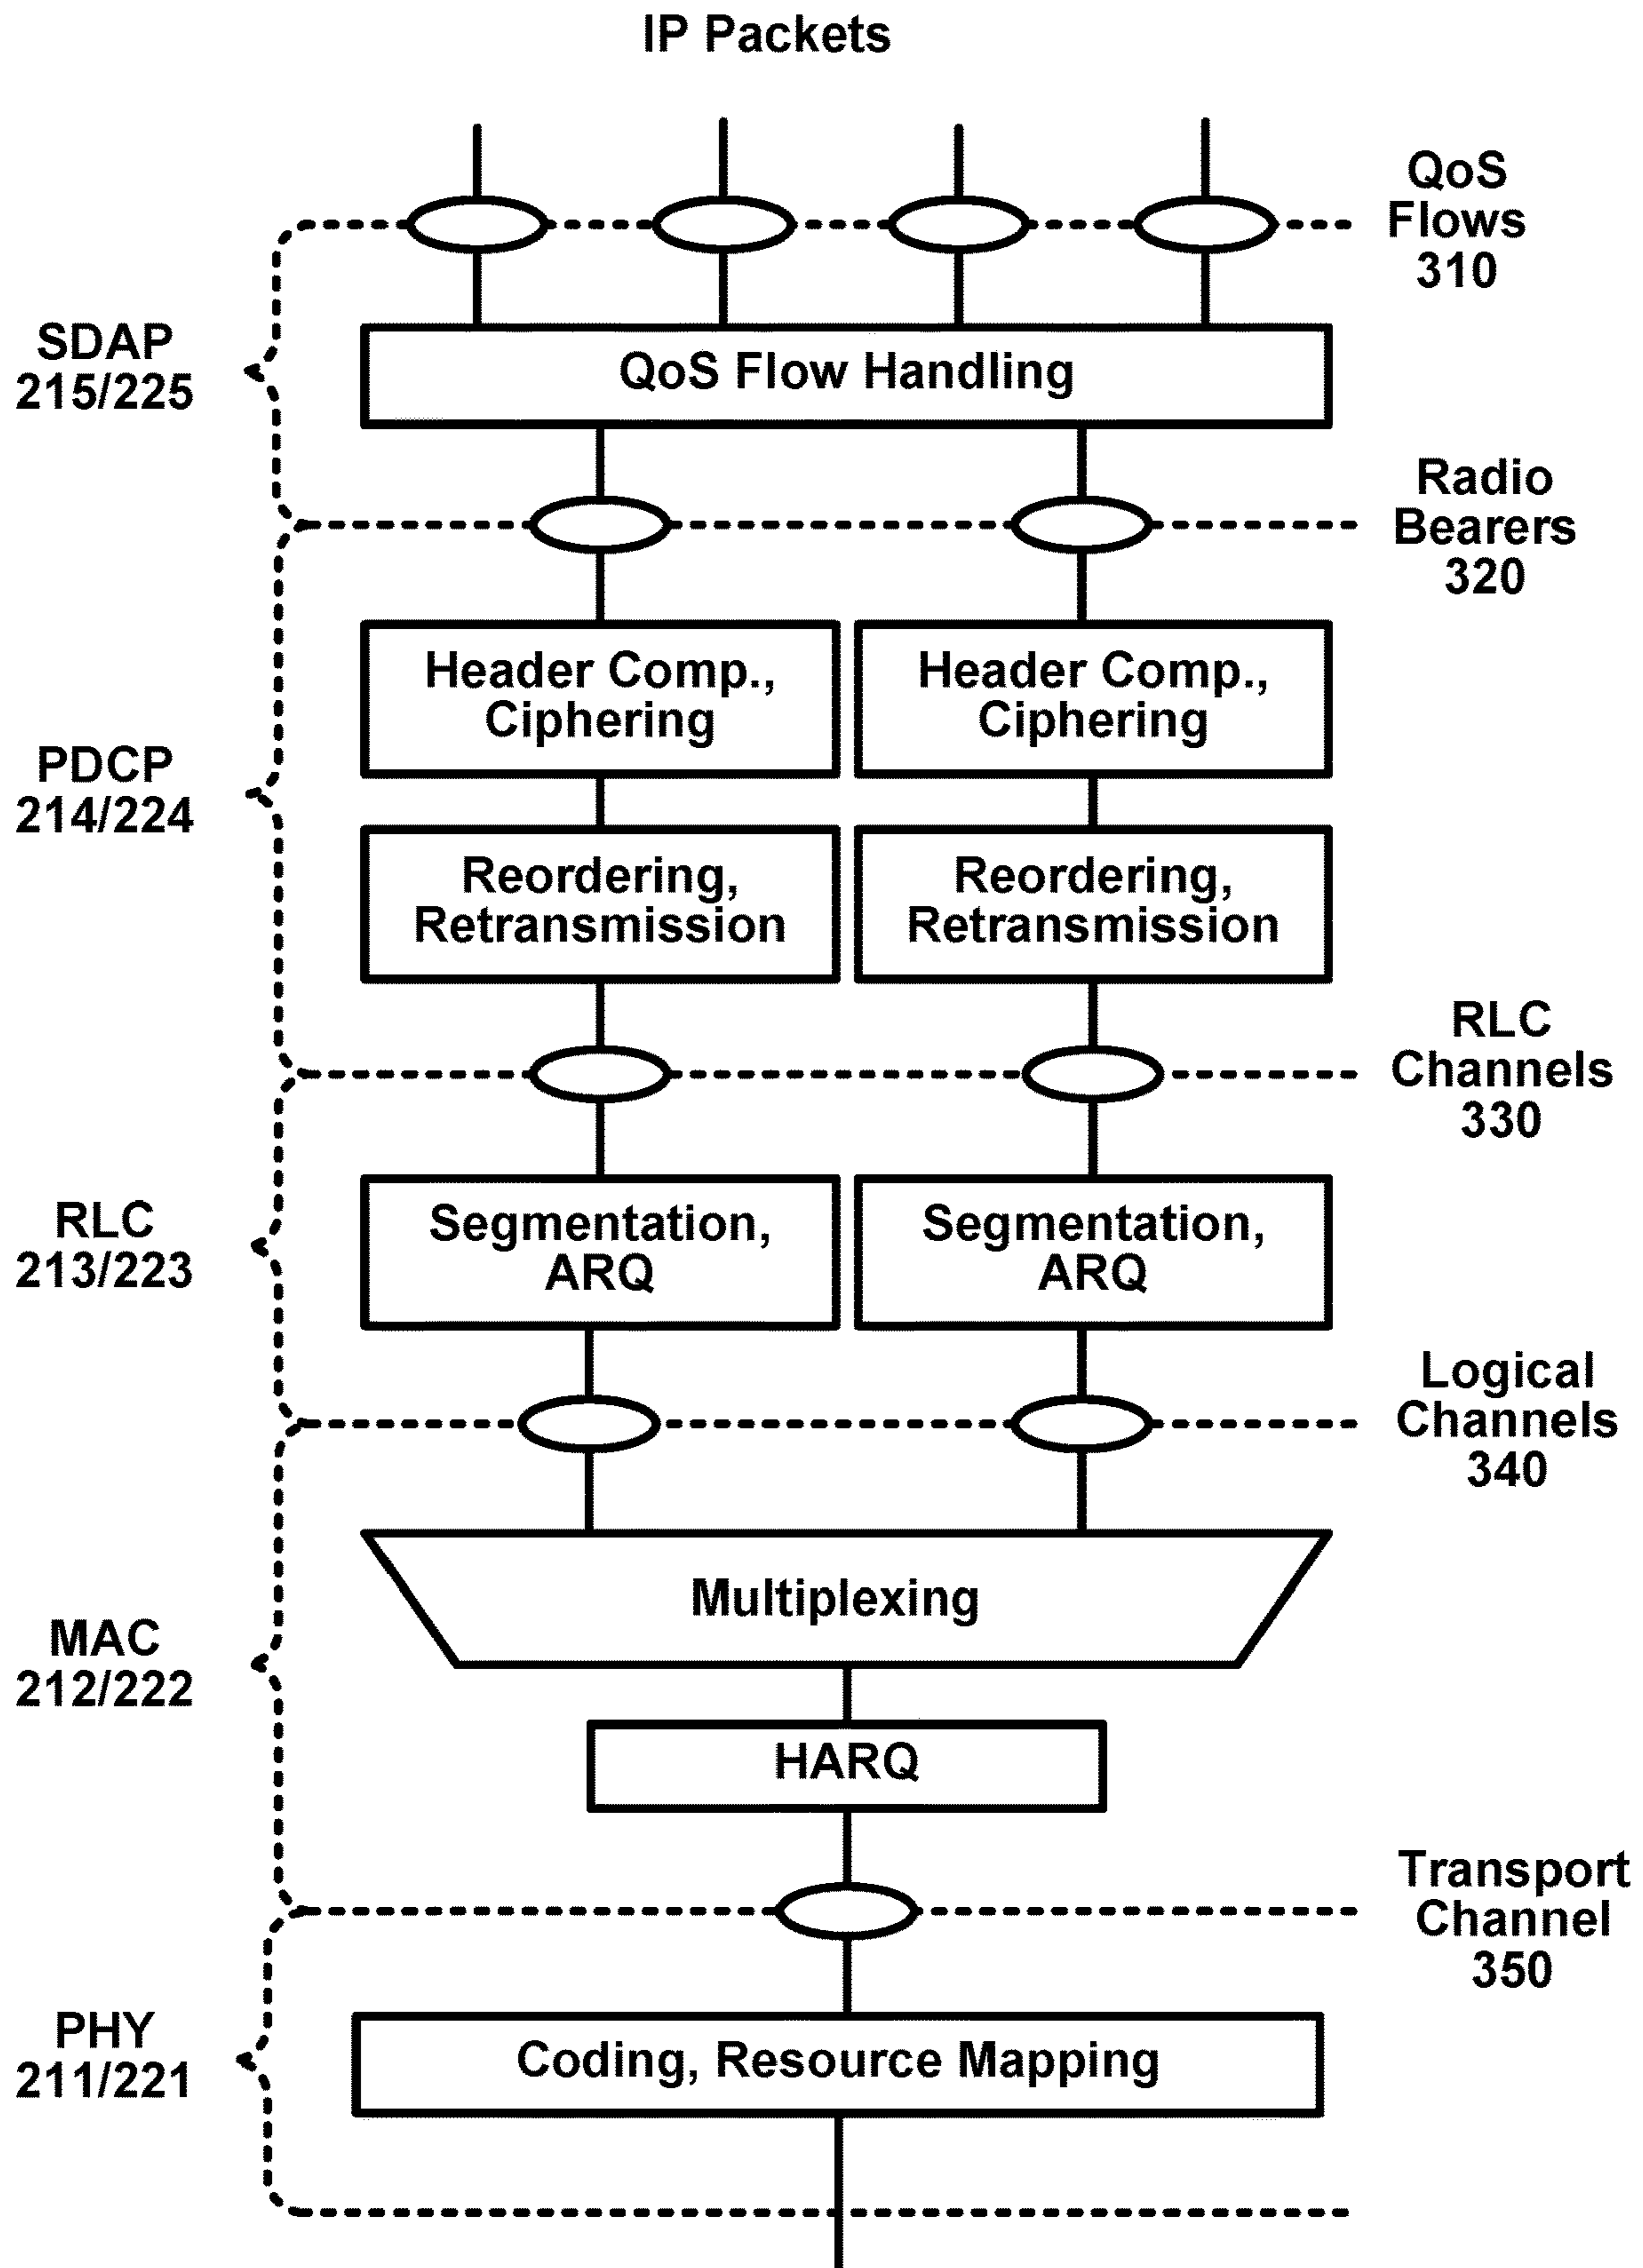 IP Packets
QoS
Flows
310
SDAP
215/225
QoS Flow Handling
Radio
Bearers
320
Header Comp.,
Ciphering
Header Comp.,
Ciphering
PDCP
214/224
Reordering,
Retransmission
Reordering,
Retransmission
RLC
Channels
330
RLC
213/223
Segmentation,
ARQ
Segmentation,
ARQ
Logical
Channels
340
Multiplexing
MAC
212/222
HARQ
Transport
Channel
350
PHY
211/221
Coding, Resource Mapping